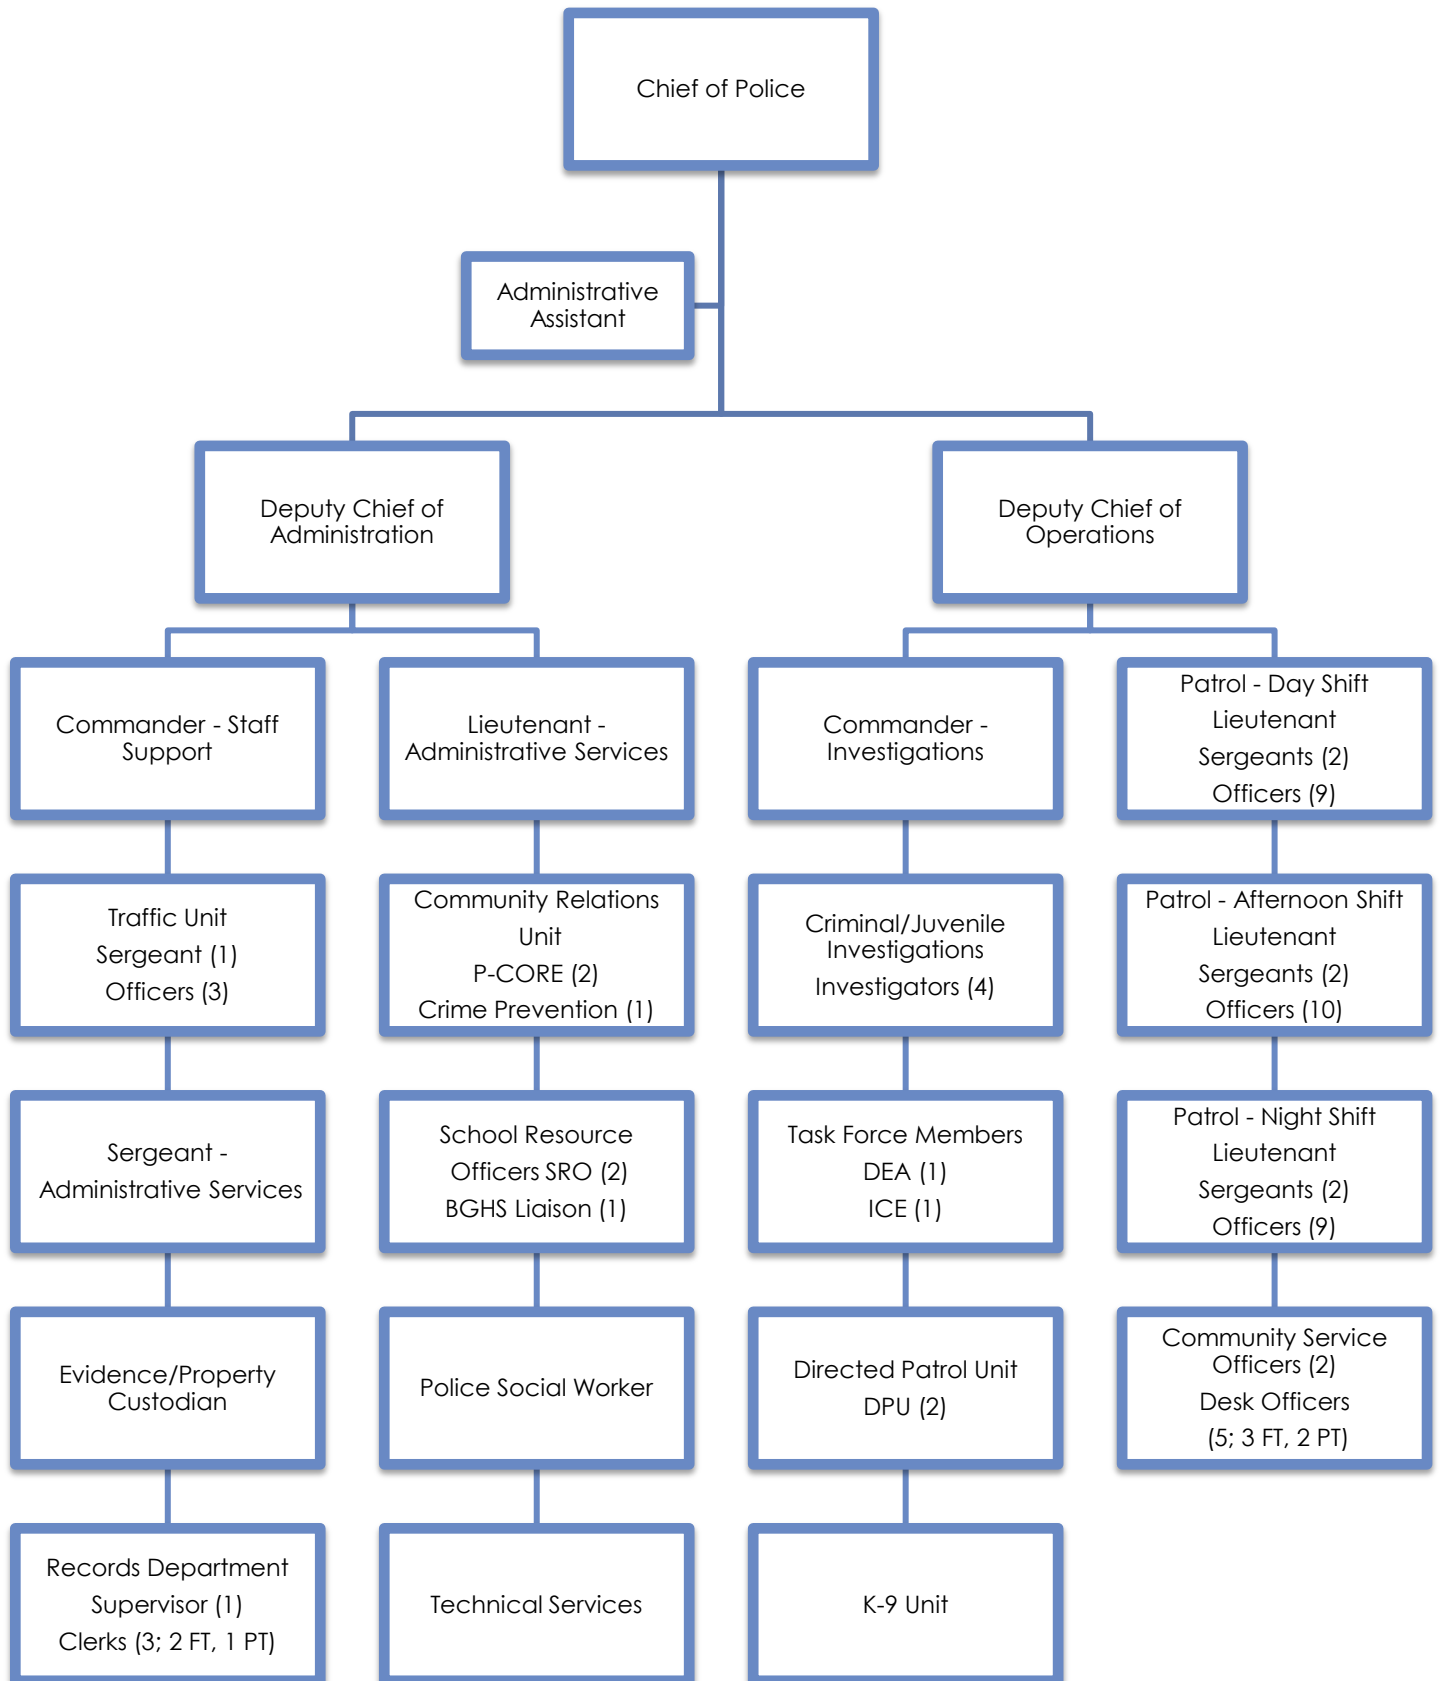 Chief of Police
Administrative
Assistant
Deputy Chief of
Administration
Deputy Chief of
Operations
Commander - Staff
Support
Lieutenant -
Administrative Services
Commander -
Investigations
Patrol - Day Shift
Lieutenant
Sergeants (2)
Officers (9)
Traffic Unit
Sergeant (1)
Officers (3)
Community Relations
Unit
P-CORE (2)
Crime Prevention (1)
Criminal/Juvenile
Investigations
Investigators (4)
Patrol - Afternoon Shift
Lieutenant
Sergeants (2)
Officers (10)
Sergeant -
Administrative Services
School Resource
Officers SRO (2)
BGHS Liaison (1)
Task Force Members
DEA (1)
ICE (1)
Patrol - Night Shift
Lieutenant
Sergeants (2)
Officers (9)
Evidence/Property
Custodian
Police Social Worker
Directed Patrol Unit
DPU (2)
Community Service
Officers (2)
Desk Officers
(5; 3 FT, 2 PT)
Records Department
Supervisor (1)
Clerks (3; 2 FT, 1 PT)
Technical Services
K-9 Unit